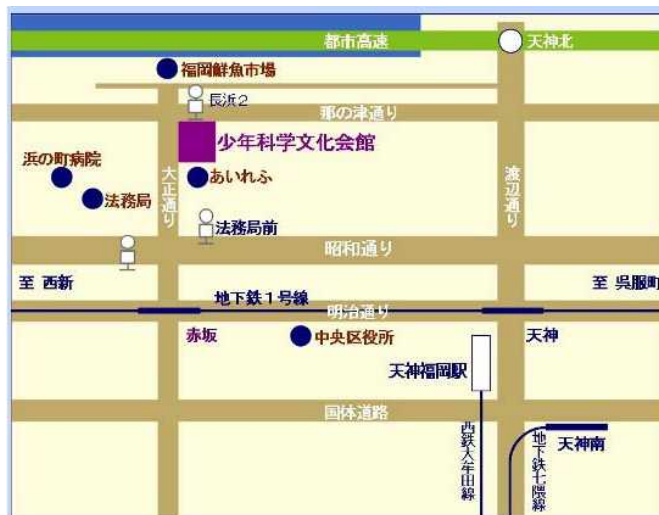 都市高速
天神北
福岡鮮魚市場
長浜2
那の津通り
少年科学文化会館
浜の町病院
大正通り
あいれふ
渡辺通り
法務局
法務局前
昭和通り
至 西新
地下鉄1号線
至 呉服町
明治通り
赤坂
中央区役所
天神
天神福岡駅
国体道路
西鉄大牟田線
地下鉄七隈線
天神南